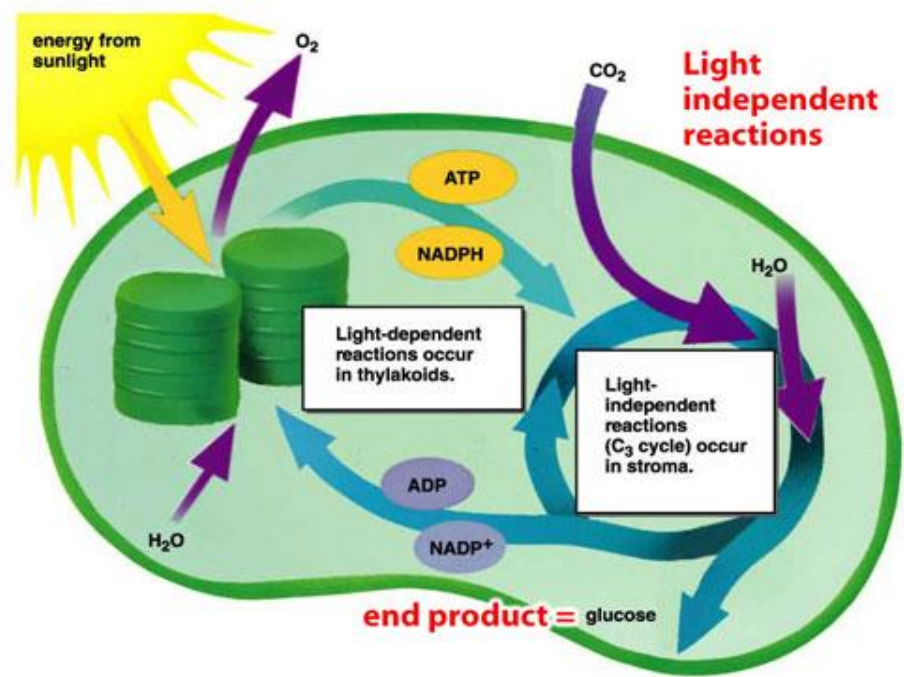 energy from
sunlight
O₂
CO₂
Light
independent
reactions
ATP
NADPH
H₂O
Light-dependent
reactions occur
in thylakoids.
Light-
independent
reactions
(C₃ cycle) occur
in stroma.
ADP
NADP⁺
H₂O
end product = glucose